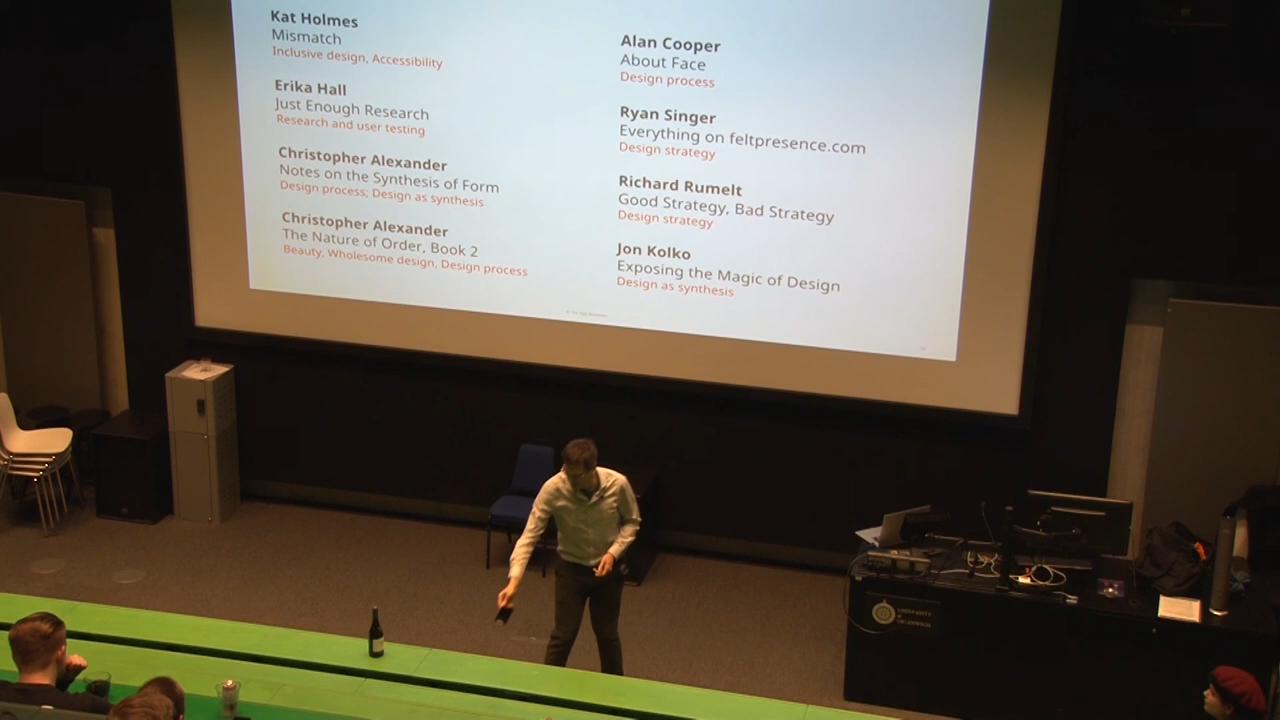 Kat Holmes
Mismatch
Inclusive design, Accessibility
Erika Hall
Just Enough Research
Research and user testing
Christopher Alexander
Notes on the Synthesis of Form
Design process; Design as synthesis
Christopher Alexander
The Nature of Order, Book 2
Beauty, Wholesome design, Design process
Alan Cooper
About Face
Design process
Ryan Singer
Everything on feltpresence.com
Design strategy
Richard Rumelt
Good Strategy, Bad Strategy
Design strategy
Jon Kolko
Exposing the Magic of Design
Design as synthesis
UNIVERSITY
of
GREENWICH